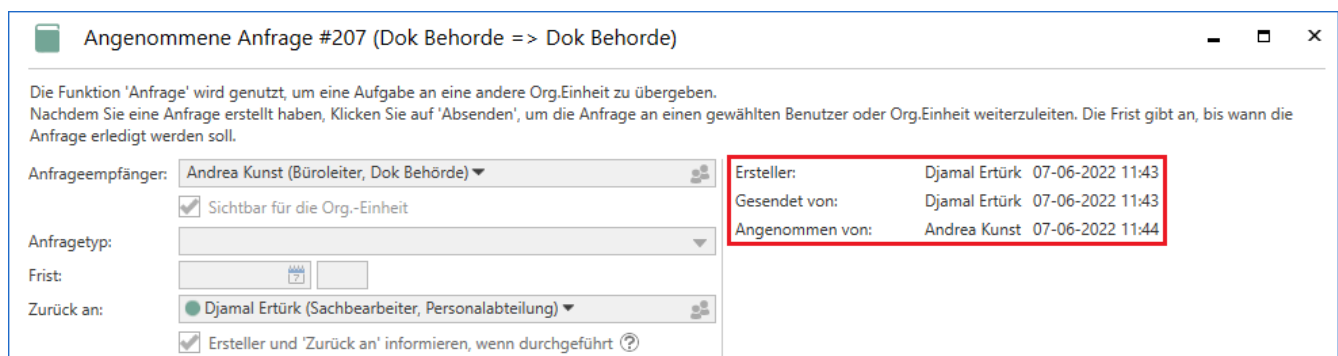 Angenommene Anfrage #207 (Dok Behorde => Dok Behorde)
Die Funktion 'Anfrage' wird genutzt, um eine Aufgabe an eine andere Org.Einheit zu übergeben.
Nachdem Sie eine Anfrage erstellt haben, Klicken Sie auf 'Absenden', um die Anfrage an einen gewählten Benutzer oder Org.Einheit weiterzuleiten. Die Frist gibt an, bis wann die
Anfrage erledigt werden soll.
Anfrageempfänger: Andrea Kunst (Büroleiter, Dok Behörde)
Sichtbar für die Org.-Einheit
Anfragetyp:
Frist:
Zurück an: Djamal Ertürk (Sachbearbeiter, Personalabteilung)
Ersteller und 'Zurück an' informieren, wenn durchgeführt ?
Ersteller: Djamal Ertürk 07-06-2022 11:43
Gesendet von: Djamal Ertürk 07-06-2022 11:43
Angenommen von: Andrea Kunst 07-06-2022 11:44